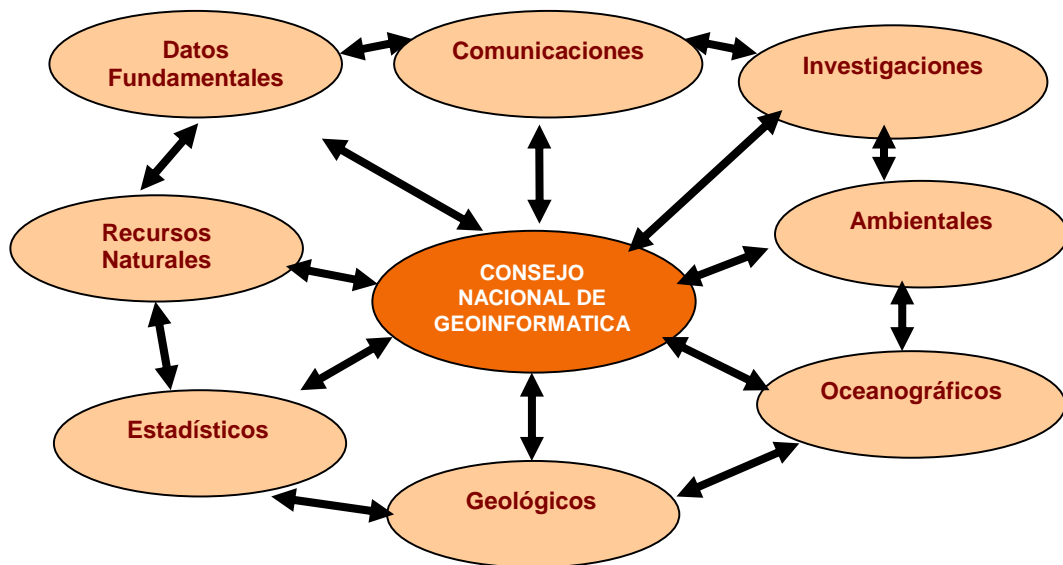 Datos
Fundamentales
Comunicaciones
Investigaciones
Recursos
Naturales
Ambientales
CONSEJO
NACIONAL DE
GEOINFORMATICA
Oceanográficos
Estadísticos
Geológicos